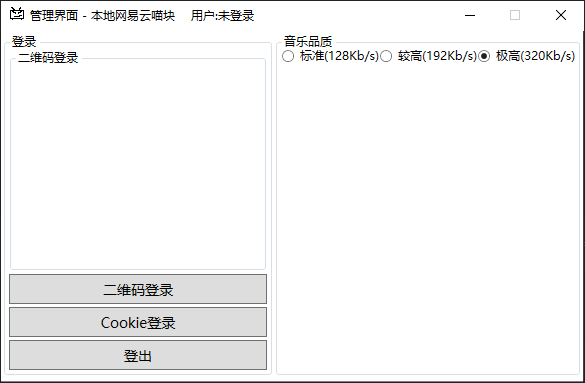 管理界面 - 本地网易云喵块 用户:未登录
登录
二维码登录
二维码登录
Cookie登录
登出
音乐品质
标准(128Kb/s) 较高(192Kb/s) 极高(320Kb/s)